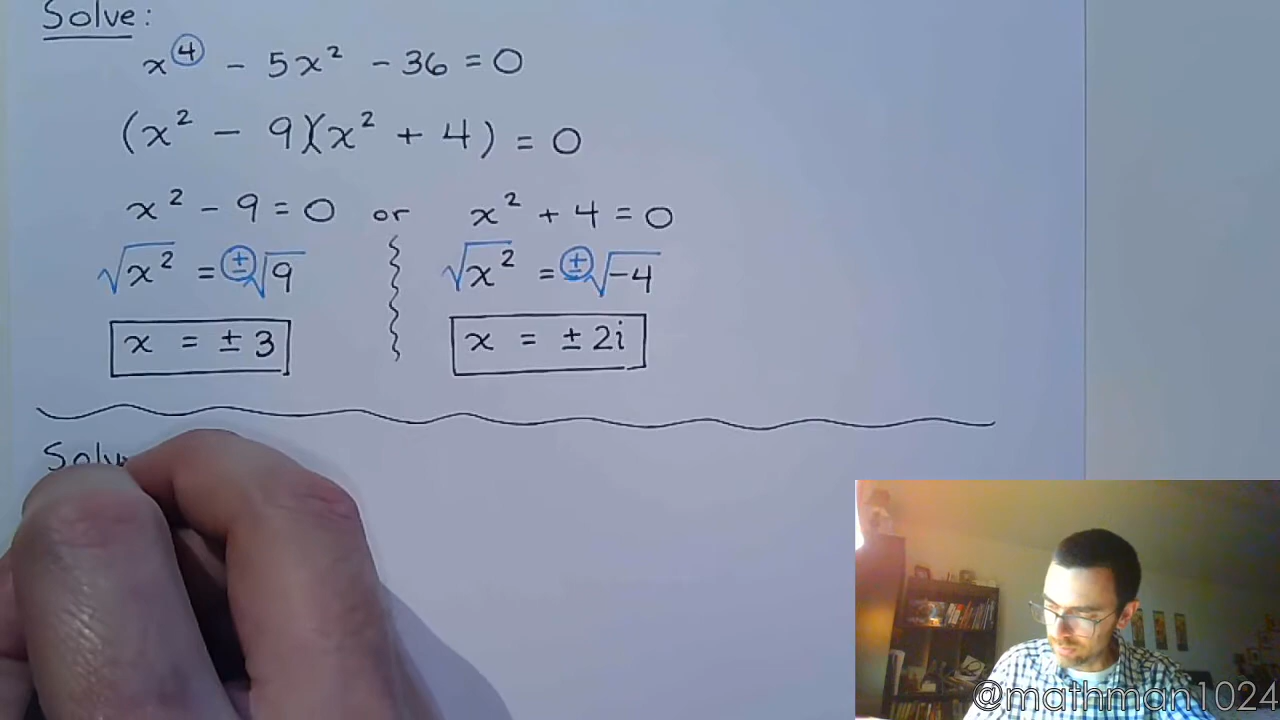 Solve:
x⁴ - 5x² - 36 = 0
(x² - 9)(x² + 4) = 0
x² - 9 = 0 or x² + 4 = 0
√x² = ±√9 √x² = ±√-4
x = ±3 x = ±2i
@mathman1024